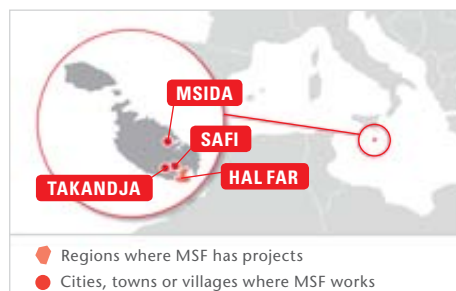 MSIDA
SAFI
TAKANDJA
HAL FAR
Regions where MSF has projects
Cities, towns or villages where MSF works